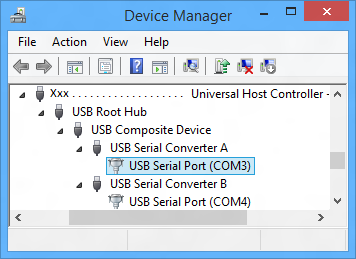 Device Manager
File Action View Help
Xxx . . . . . . . . . . . . . . . . . . . Universal Host Controller -
USB Root Hub
USB Composite Device
USB Serial Converter A
USB Serial Port (COM3)
USB Serial Converter B
USB Serial Port (COM4)